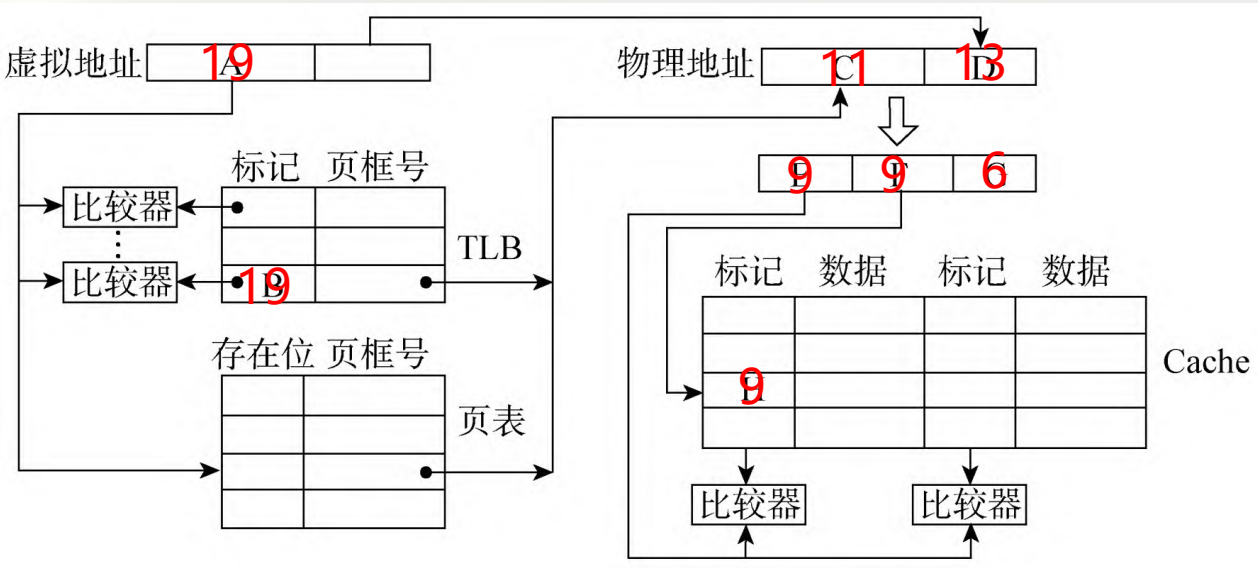 虚拟地址 A 19
物理地址 C 11 D 13
标记 页框号
E 9 F 9 G 6
比较器
TLB
比较器
B 19
标记 数据 标记 数据
存在位 页框号
Cache
H 9
页表
比较器 比较器